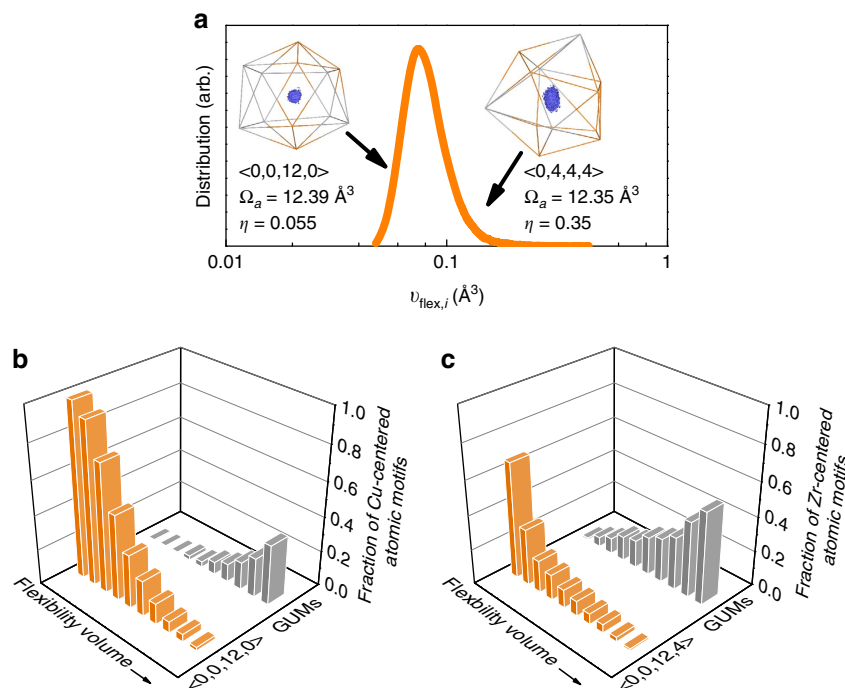 a
Distribution (arb.)
<0,0,12,0>
Ωₐ = 12.39 Å³
η = 0.055
<0,4,4,4>
Ωₐ = 12.35 Å³
η = 0.35
0.01
0.1
1
υflex,i (Å³)
b
1.0
0.8
0.6
0.4
0.2
0.0
Fraction of Cu-centered
atomic motifs
Flexibility volume →
<0,0,12,0>
GUMs
c
1.0
0.8
0.6
0.4
0.2
0.0
Fraction of Zr-centered
atomic motifs
Flexibility volume →
<0,0,12,4>
GUMs